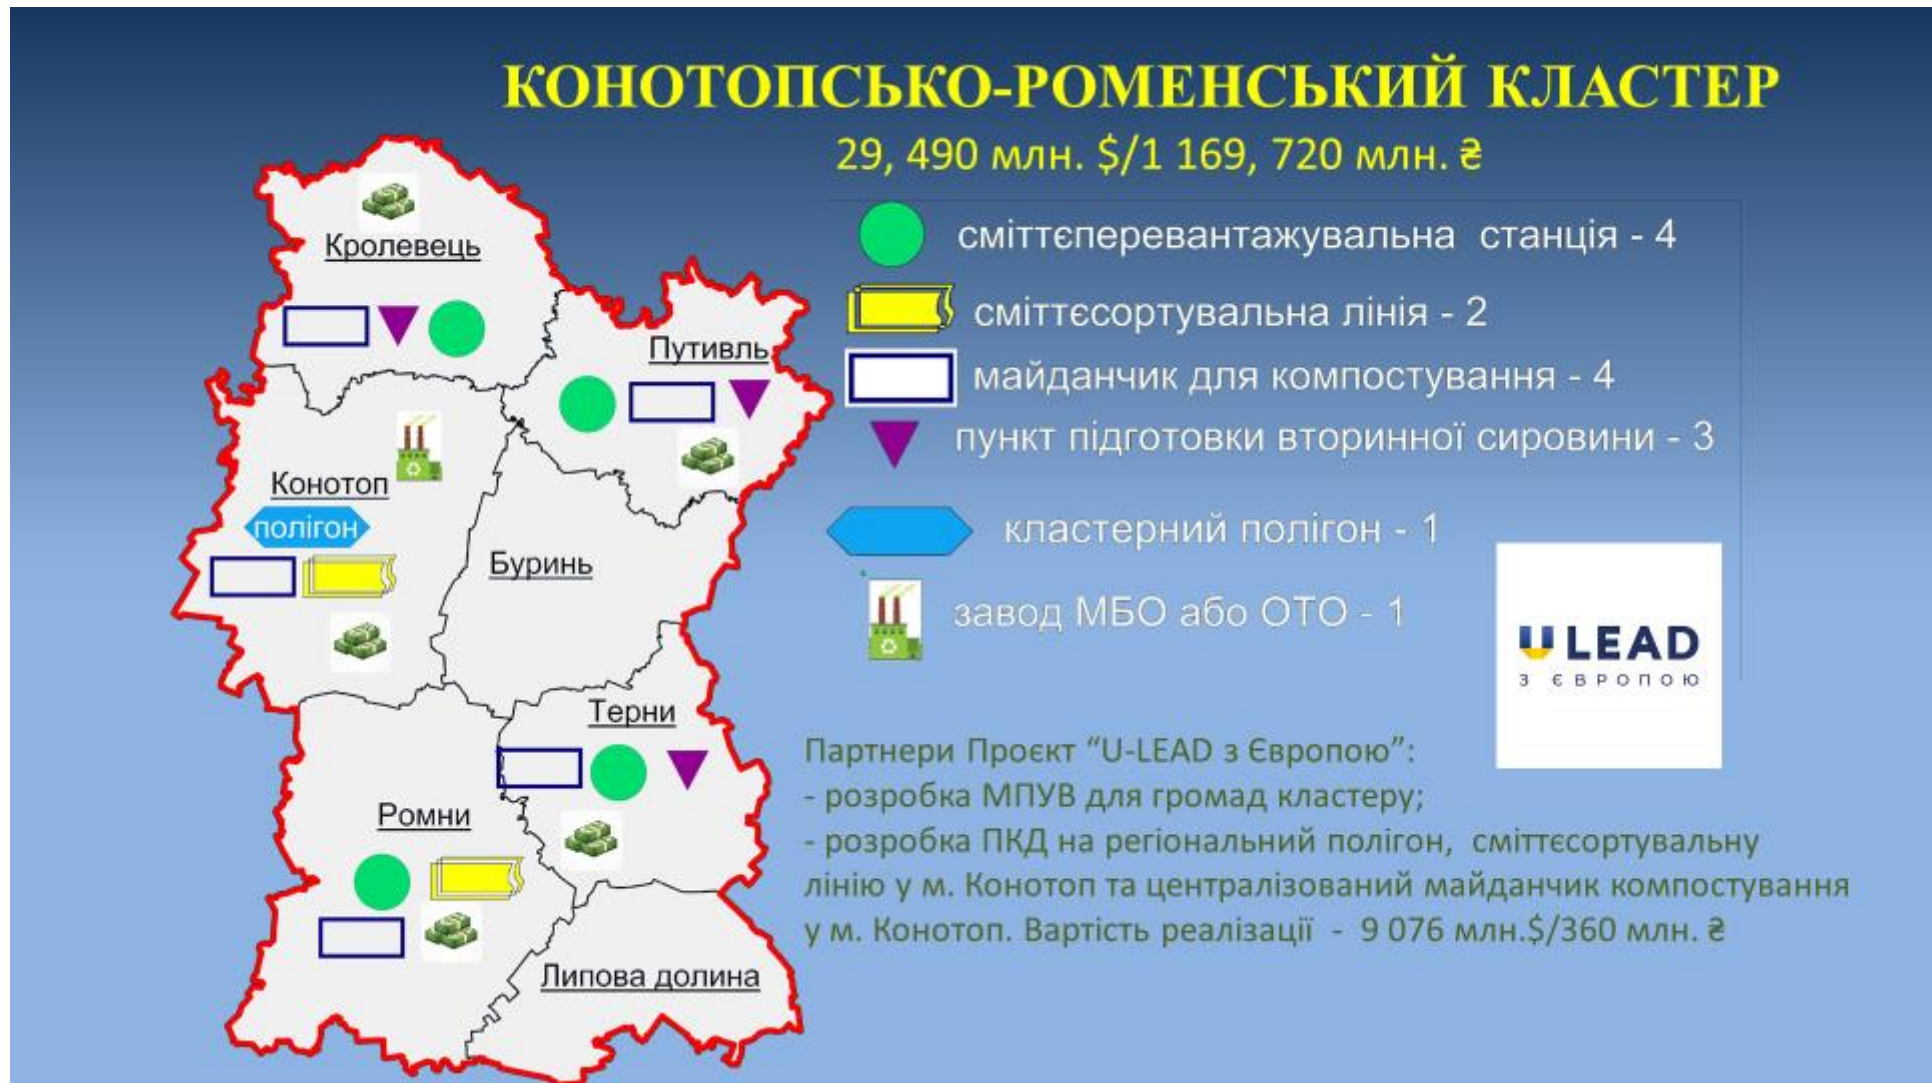 КОНОТОПСЬКО-РОМЕНСЬКИЙ КЛАСТЕР
29, 490 млн. $/1 169, 720 млн. ₴
сміттєперевантажувальна станція - 4
сміттєсортувальна лінія - 2
майданчик для компостування - 4
пункт підготовки вторинної сировини - 3
кластерний полігон - 1
завод МБО або ОТО - 1
Кролевець
Путивль
Конотоп
полігон
Буринь
Терни
Ромни
Липова долина
U LEAD
З ЄВРОПОЮ
Партнери Проєкт “U-LEAD з Європою”:
- розробка МПУВ для громад кластеру;
- розробка ПКД на регіональний полігон, сміттєсортувальну
лінію у м. Конотоп та централізований майданчик компостування
у м. Конотоп. Вартість реалізації - 9 076 млн.$/360 млн. ₴